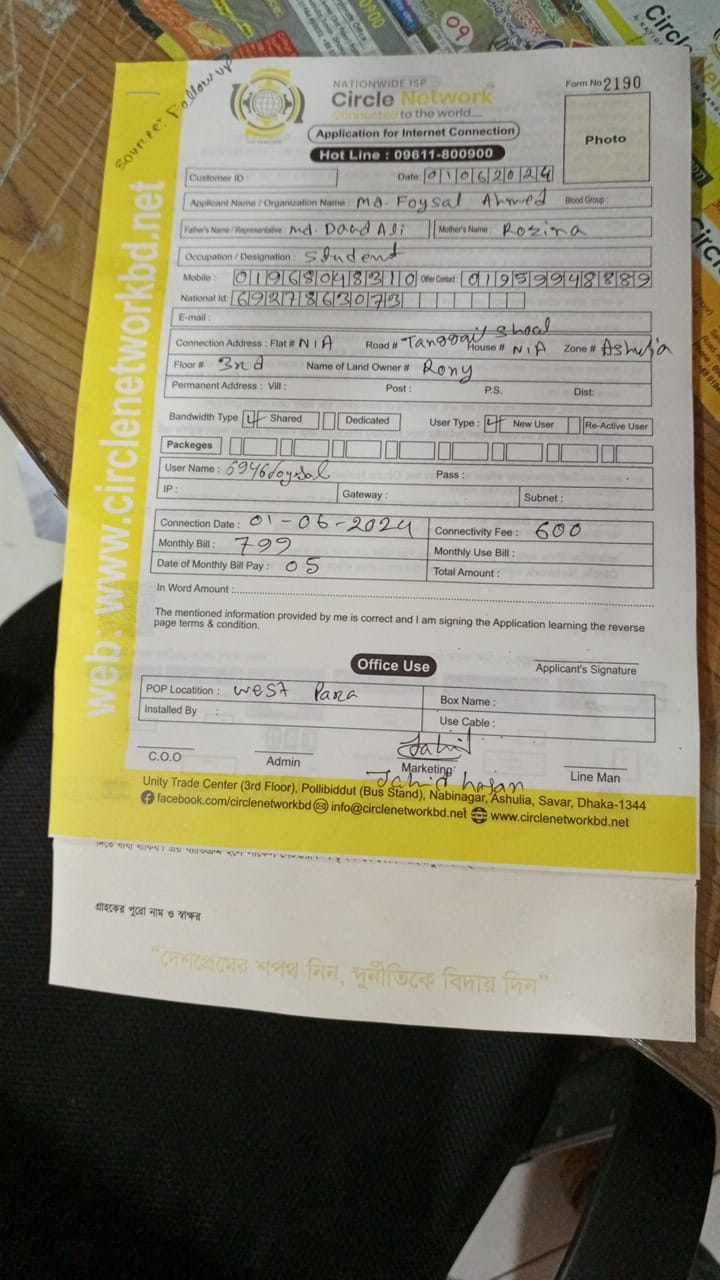 09
Source: Follow up
NATIONWIDE ISP
Circle Network
Connected to the world....
Form No 2190
Application for Internet Connection
Hot Line : 09611-800900
Photo
Customer ID :
Date: 01062024
Applicant Name / Organization Name : Md. Foysal Ahmed Blood Group :
Father's Name / Representative : Md. Daud Ali Mother's Name : Rozina
Occupation / Designation : Student
Mobile : 01968048310 Other Contact : 01959948889
National Id: 6927863073
E-mail :
Connection Address : Flat # N/A Road # Tangail House # N/A Zone # Ashulia
Floor # 3rd Name of Land Owner # Rony
Permanent Address : Vill : Post : P.S. Dist:
Bandwidth Type Shared Dedicated User Type : New User Re-Active User
Packeges
User Name : 6946foysal Pass :
IP : Gateway : Subnet :
Connection Date : 01-06-2024 Connectivity Fee : 600
Monthly Bill : 799 Monthly Use Bill :
Date of Monthly Bill Pay : 05 Total Amount :
In Word Amount :
The mentioned information provided by me is correct and I am signing the Application learning the reverse
page terms & condition.
Office Use
Applicant's Signature
POP Locatition : West Para Box Name :
Installed By : Use Cable :
Jahid
C.O.O Admin Marketing Line Man
Jahid hasan
Unity Trade Center (3rd Floor), Pollibiddut (Bus Stand), Nabinagar, Ashulia, Savar, Dhaka-1344
facebook.com/circlenetworkbd info@circlenetworkbd.net www.circlenetworkbd.net
web: www.circlenetworkbd.net
গ্রাহকের পুরো নাম ও স্বাক্ষর
“দেশপ্রেমের শপথ নিন, দুর্নীতিকে বিদায় দিন”